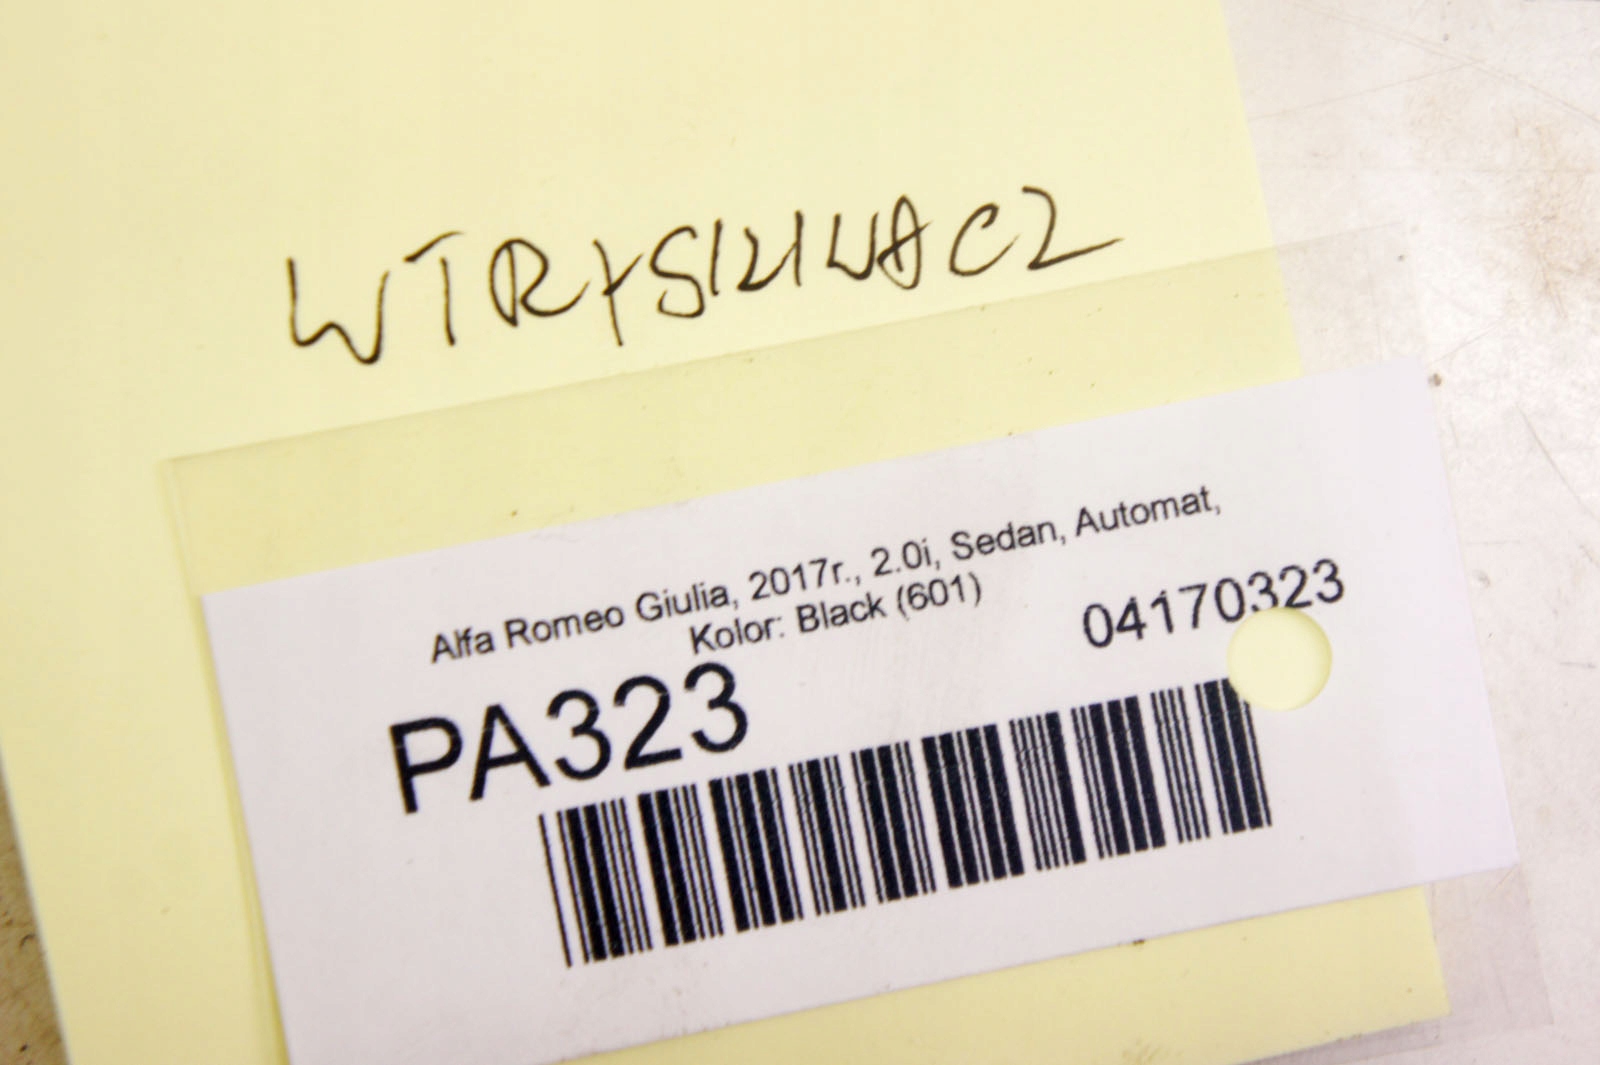 WTRYSKIWACZ
Alfa Romeo Giulia, 2017r., 2.0i, Sedan, Automat,
Kolor: Black (601)
04170323
PA323